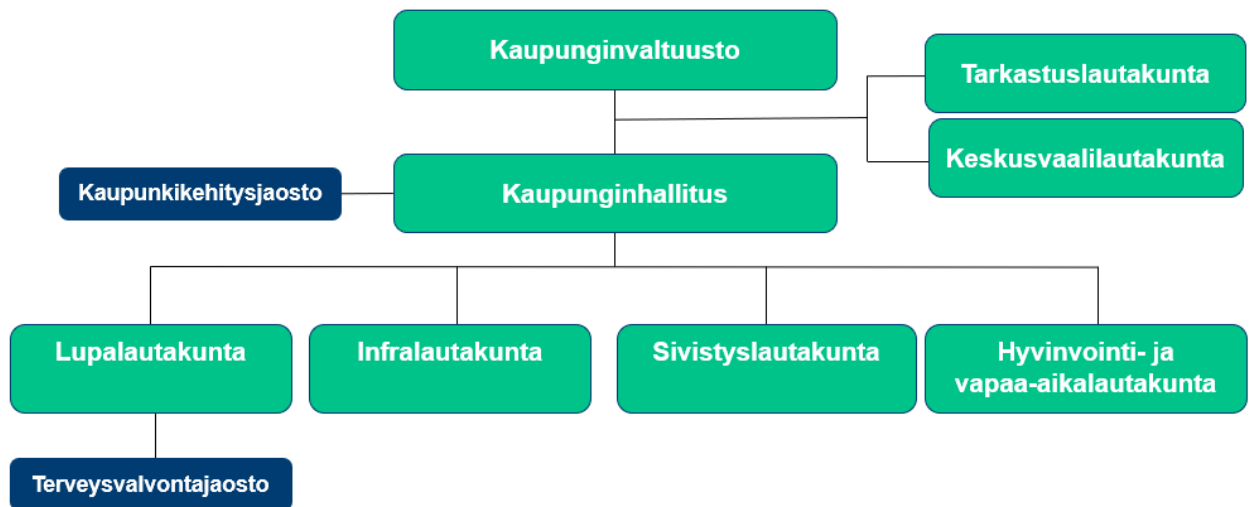 Kaupunginvaltuusto
Tarkastuslautakunta
Keskusvaalilautakunta
Kaupunkikehitysjaosto
Kaupunginhallitus
Lupalautakunta
Infralautakunta
Sivistyslautakunta
Hyvinvointi- ja
vapaa-aikalautakunta
Terveysvalvontajaosto